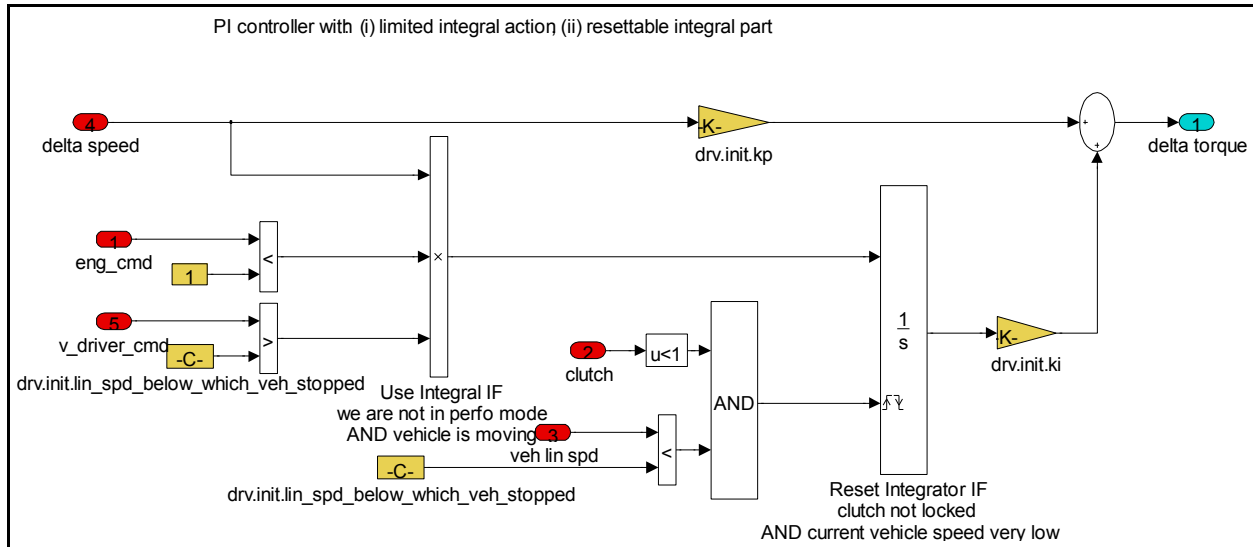 PI controller with: (i) limited integral action, (ii) resettable integral part
4
delta speed
-K-
drv.init.kp
+
+
1
delta torque
1
eng_cmd
1
<
×
5
v_driver_cmd
-C-
>
drv.init.lin_spd_below_which_veh_stopped
Use Integral IF
we are not in perfo mode
AND vehicle is moving
2
clutch
u<1
AND
1
s
-K-
drv.init.ki
3
veh lin spd
-C-
<
drv.init.lin_spd_below_which_veh_stopped
Reset Integrator IF
clutch not locked
AND current vehicle speed very low